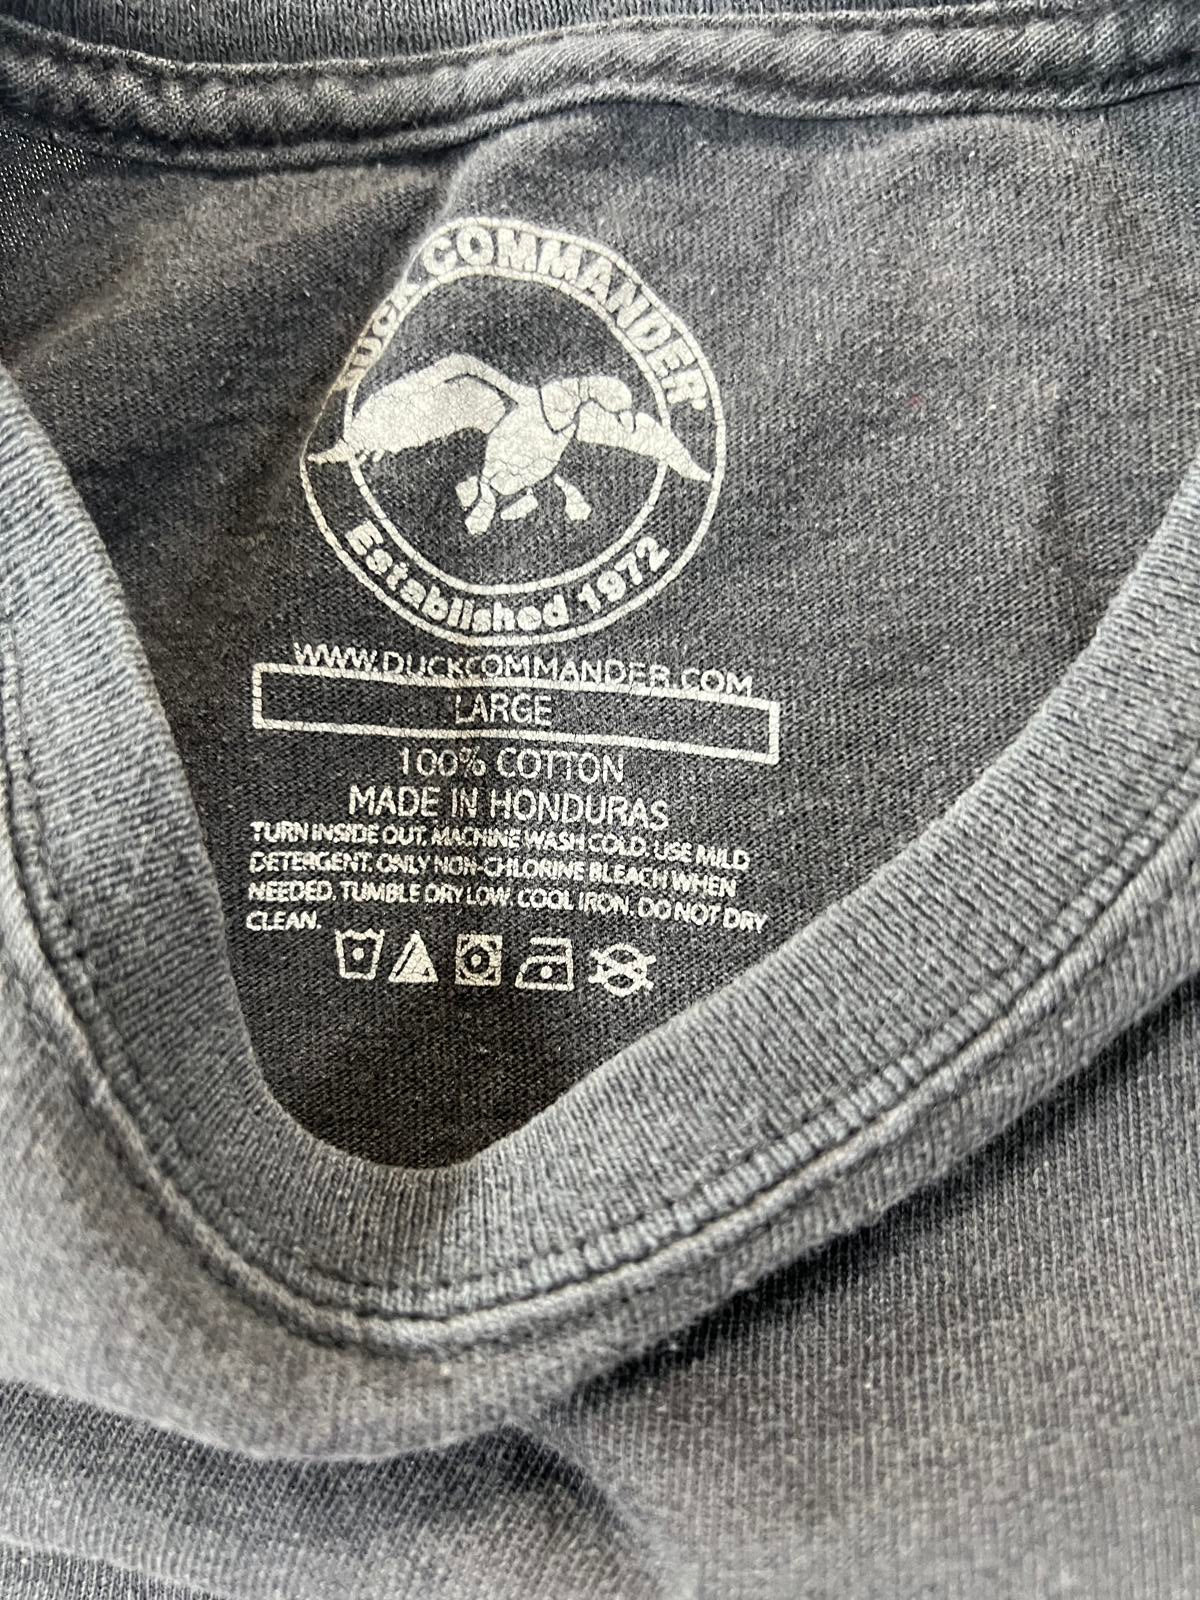 DUCK COMMANDER
Established 1972
WWW.DUCKCOMMANDER.COM
LARGE
100% COTTON
MADE IN HONDURAS
TURN INSIDE OUT. MACHINE WASH COLD. USE MILD
DETERGENT. ONLY NON-CHLORINE BLEACH WHEN
NEEDED. TUMBLE DRY LOW. COOL IRON. DO NOT DRY
CLEAN.